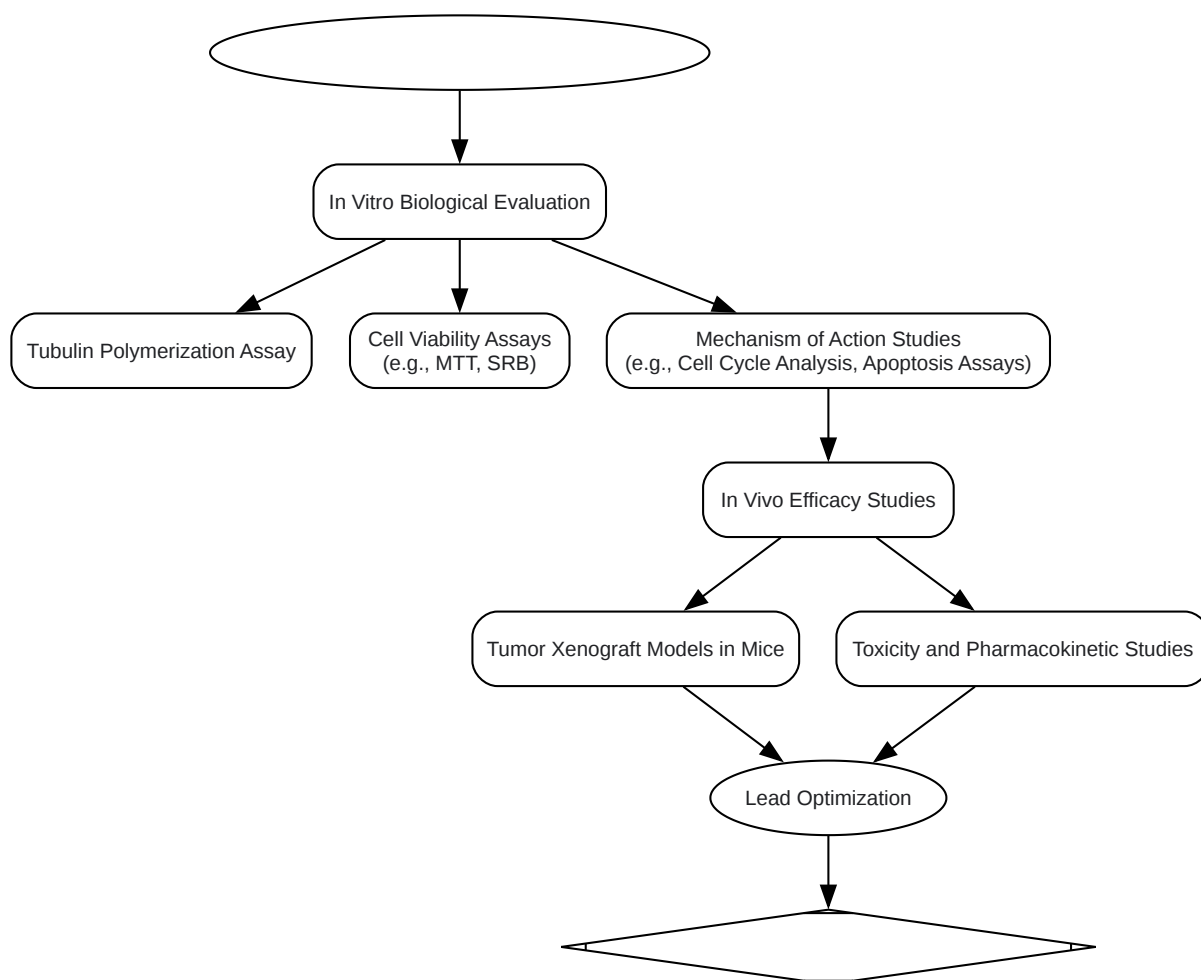 In Vitro Biological Evaluation
Tubulin Polymerization Assay
Cell Viability Assays
(e.g., MTT, SRB)
Mechanism of Action Studies
(e.g., Cell Cycle Analysis, Apoptosis Assays)
In Vivo Efficacy Studies
Tumor Xenograft Models in Mice
Toxicity and Pharmacokinetic Studies
Lead Optimization